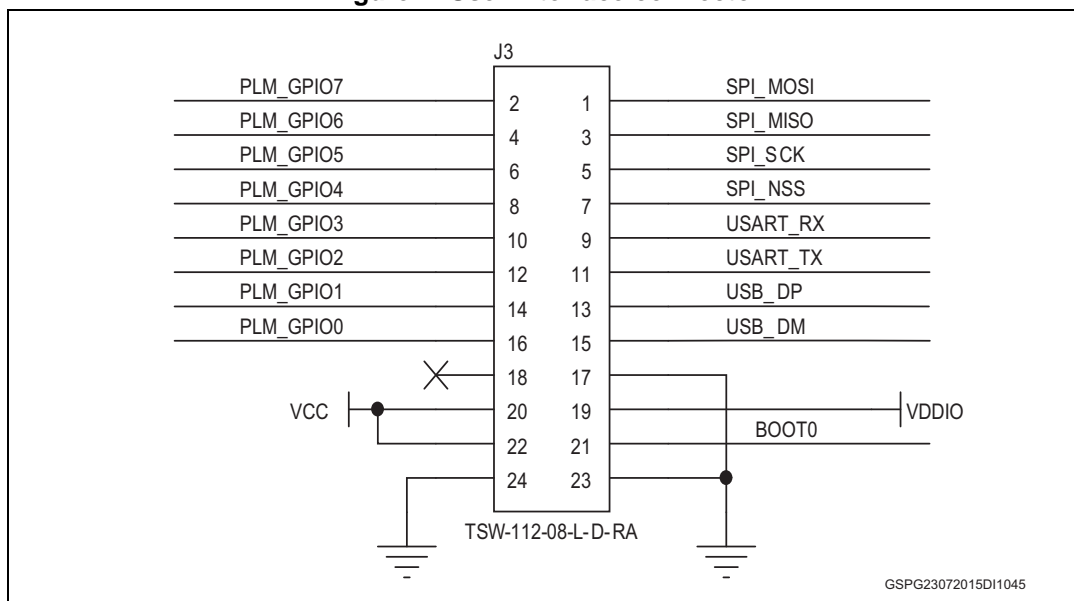 J3
PLM_GPIO7 2 1 SPI_MOSI
PLM_GPIO6 4 3 SPI_MISO
PLM_GPIO5 6 5 SPI_SCK
PLM_GPIO4 8 7 SPI_NSS
PLM_GPIO3 10 9 USART_RX
PLM_GPIO2 12 11 USART_TX
PLM_GPIO1 14 13 USB_DP
PLM_GPIO0 16 15 USB_DM
18 17
VCC 20 19 VDDIO
22 21 BOOT0
24 23
TSW-112-08-L-D-RA
GSPG23072015DI1045